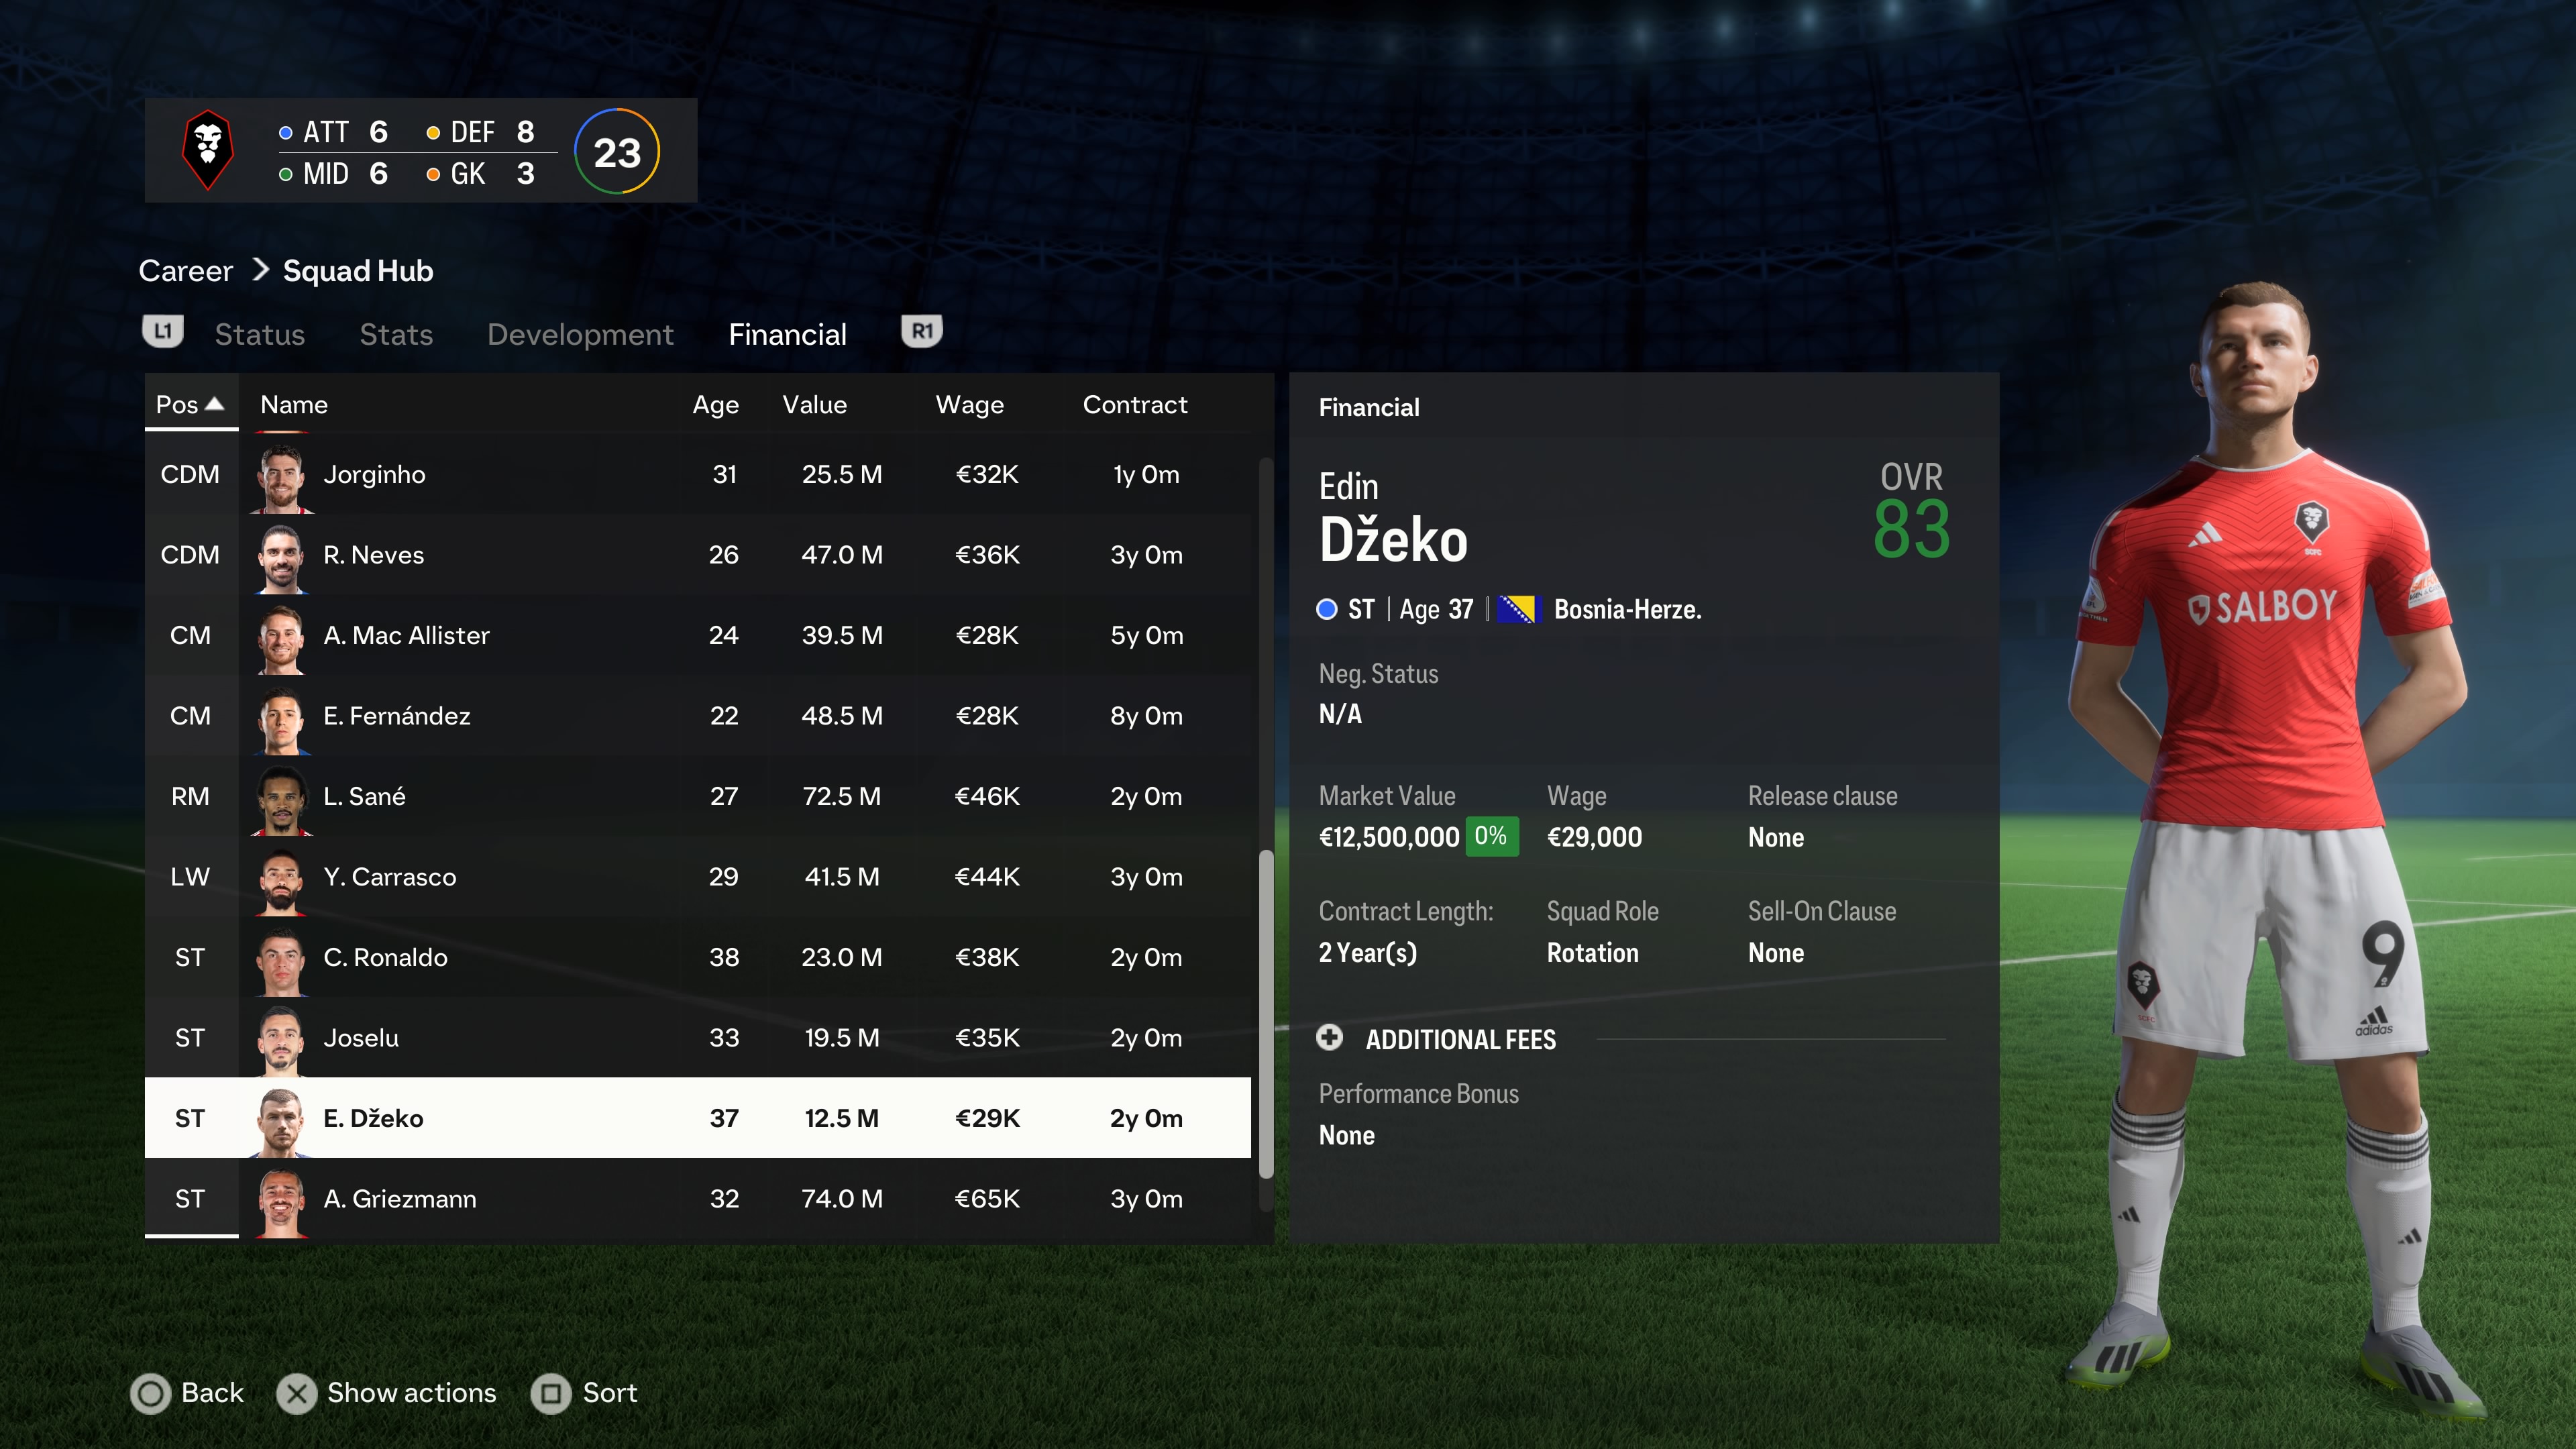 ATT 6 DEF 8
MID 6 GK 3
23
Career > Squad Hub
L1 Status Stats Development Financial R1
Pos Name Age Value Wage Contract
CDM Jorginho 31 25.5 M €32K 1y 0m
CDM R. Neves 26 47.0 M €36K 3y 0m
CM A. Mac Allister 24 39.5 M €28K 5y 0m
CM E. Fernández 22 48.5 M €28K 8y 0m
RM L. Sané 27 72.5 M €46K 2y 0m
LW Y. Carrasco 29 41.5 M €44K 3y 0m
ST C. Ronaldo 38 23.0 M €38K 2y 0m
ST Joselu 33 19.5 M €35K 2y 0m
ST E. Džeko 37 12.5 M €29K 2y 0m
ST A. Griezmann 32 74.0 M €65K 3y 0m
Financial
Edin
Džeko
OVR
83
ST | Age 37 | Bosnia-Herze.
Neg. Status
N/A
Market Value Wage Release clause
€12,500,000 0% €29,000 None
Contract Length: Squad Role Sell-On Clause
2 Year(s) Rotation None
ADDITIONAL FEES
Performance Bonus
None
SCFC
SALBOY
9
SCFC
adidas
Back Show actions Sort